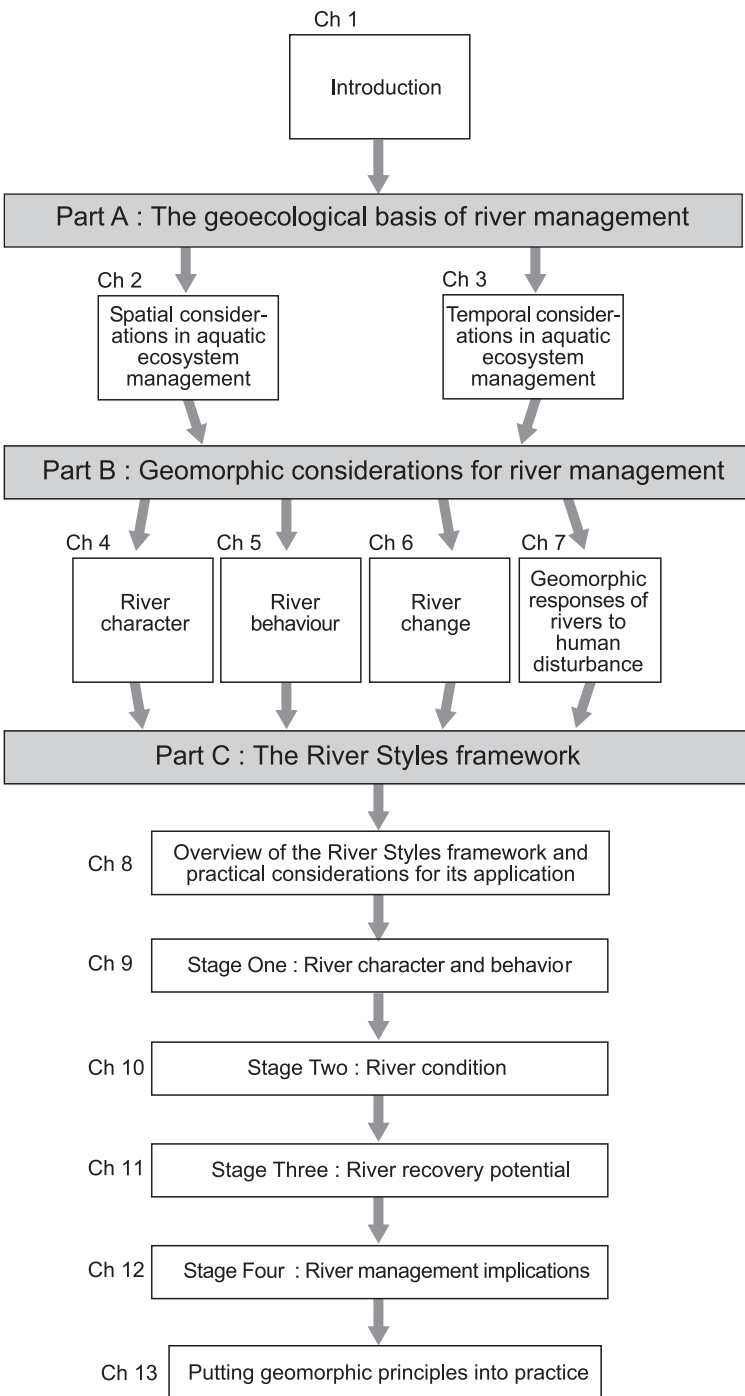 Ch 1
Introduction
Part A : The geoecological basis of river management
Ch 2
Spatial consider-
ations in aquatic
ecosystem
management
Ch 3
Temporal consider-
ations in aquatic
ecosystem
management
Part B : Geomorphic considerations for river management
Ch 4
River
character
Ch 5
River
behaviour
Ch 6
River
change
Ch 7
Geomorphic
responses of
rivers to
human
disturbance
Part C : The River Styles framework
Ch 8
Overview of the River Styles framework and
practical considerations for its application
Ch 9
Stage One : River character and behavior
Ch 10
Stage Two : River condition
Ch 11
Stage Three : River recovery potential
Ch 12
Stage Four : River management implications
Ch 13
Putting geomorphic principles into practice